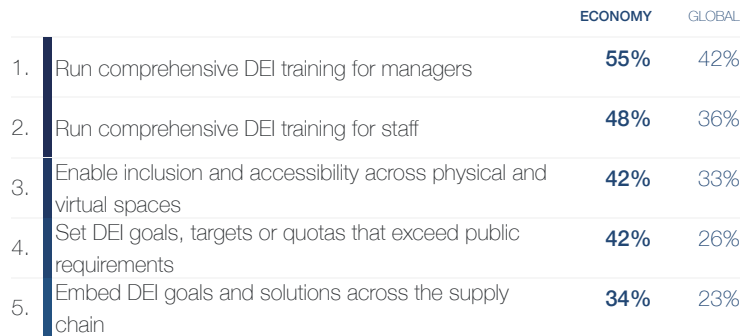 ECONOMY GLOBAL
1. Run comprehensive DEI training for managers 55% 42%
2. Run comprehensive DEI training for staff 48% 36%
3. Enable inclusion and accessibility across physical and
virtual spaces 42% 33%
4. Set DEI goals, targets or quotas that exceed public
requirements 42% 26%
5. Embed DEI goals and solutions across the supply
chain 34% 23%